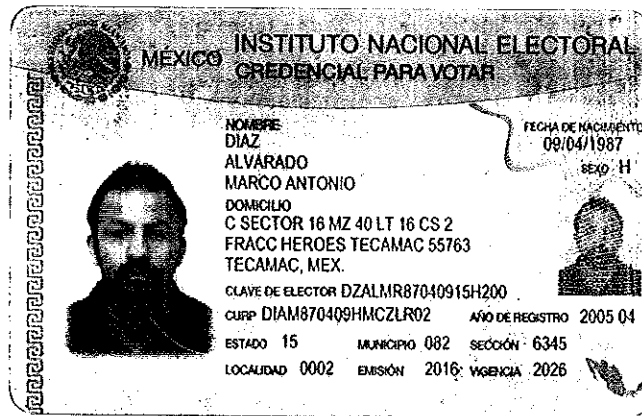 MÉXICO INSTITUTO NACIONAL ELECTORAL
CREDENCIAL PARA VOTAR
NOMBRE
DIAZ
ALVARADO
MARCO ANTONIO
FECHA DE NACIMIENTO
09/04/1987
SEXO H
DOMICILIO
C SECTOR 16 MZ 40 LT 16 CS 2
FRACC HEROES TECAMAC 55763
TECAMAC, MEX.
CLAVE DE ELECTOR DZALMR87040915H200
CURP DIAM870409HMCZLR02 AÑO DE REGISTRO 2005 04
ESTADO 15 MUNICIPIO 082 SECCIÓN 6345
LOCALIDAD 0002 EMISIÓN 2016 VIGENCIA 2026